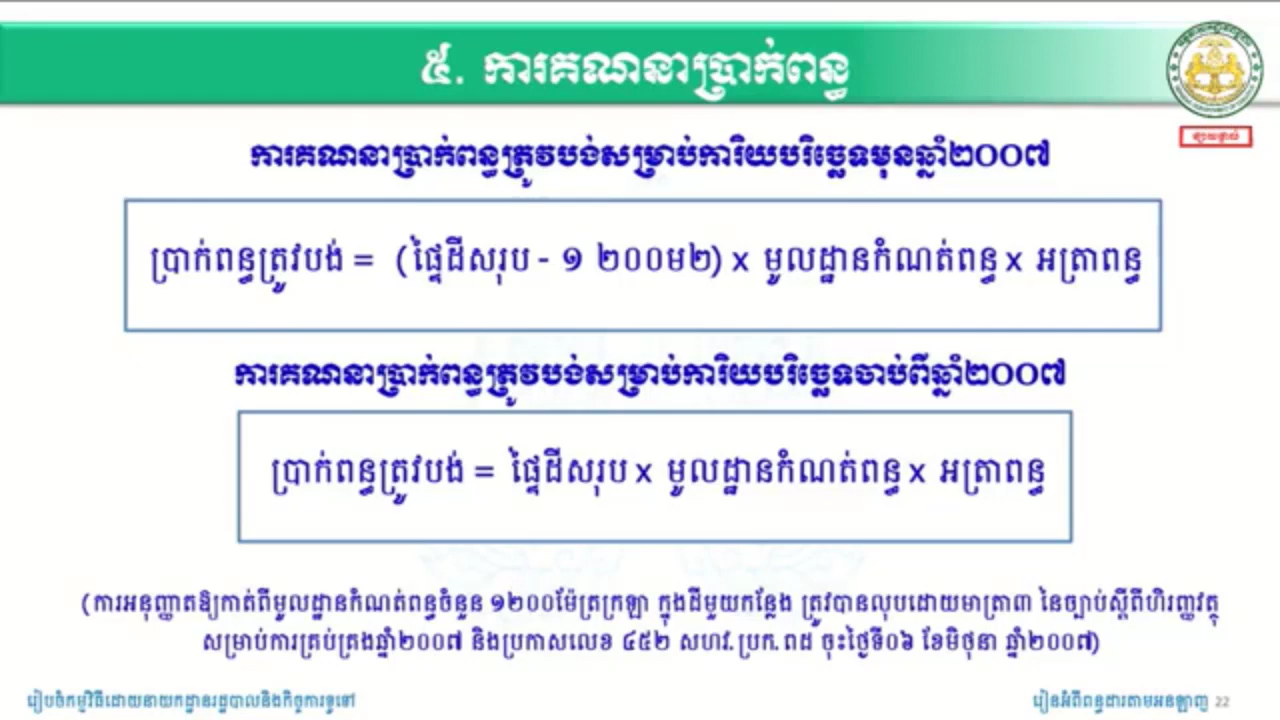 ៥. ការគណនាប្រាក់ពន្ធ
ផ្សាយផ្ទាល់
ការគណនាប្រាក់ពន្ធត្រូវបង់សម្រាប់ការិយបរិច្ឆេទមុនឆ្នាំ២០០៧
ប្រាក់ពន្ធត្រូវបង់ = (ផ្ទៃដីសរុប - ១ ២០០ម២) x មូលដ្ឋានកំណត់ពន្ធ x អត្រាពន្ធ
ការគណនាប្រាក់ពន្ធត្រូវបង់សម្រាប់ការិយបរិច្ឆេទចាប់ពីឆ្នាំ២០០៧
ប្រាក់ពន្ធត្រូវបង់ = ផ្ទៃដីសរុប x មូលដ្ឋានកំណត់ពន្ធ x អត្រាពន្ធ
(ការអនុញ្ញាតឱ្យកាត់ពីមូលដ្ឋានកំណត់ពន្ធចំនួន ១២០០ម៉ែត្រក្រឡា ក្នុងដីមួយកន្លែង ត្រូវបានលុបដោយមាត្រា៣ នៃច្បាប់ស្តីពីហិរញ្ញវត្ថុ
សម្រាប់ការគ្រប់គ្រងឆ្នាំ២០០៧ និងប្រកាសលេខ ៤៥២ សហវ.ប្រក.ពដ ចុះថ្ងៃទី០៦ ខែមិថុនា ឆ្នាំ២០០៧)
រៀបចំកម្មវិធីដោយនាយកដ្ឋានរដ្ឋបាលនិងកិច្ចការទូទៅ
រៀនអំពីពន្ធដារតាមអនឡាញ 22